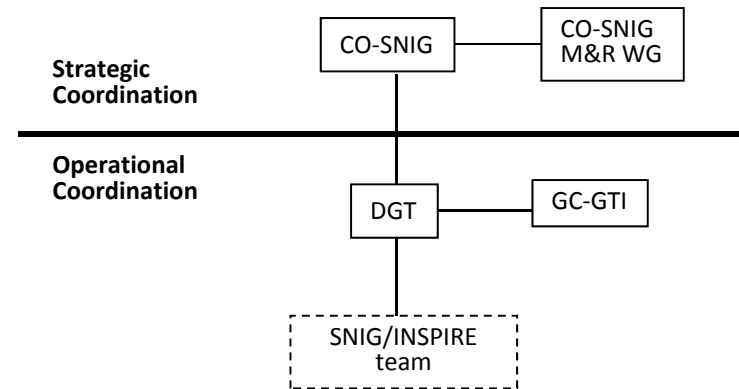 CO-SNIG
CO-SNIG
M&R WG
Strategic
Coordination
Operational
Coordination
DGT
GC-GTI
SNIG/INSPIRE
team